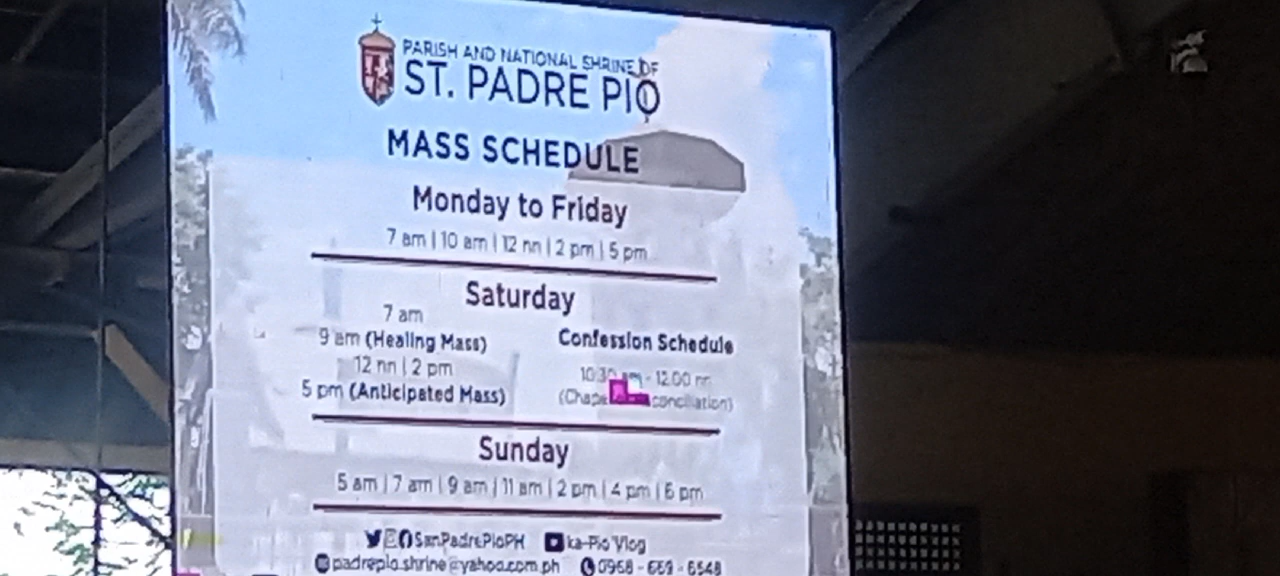 PARISH AND NATIONAL SHRINE OF
ST. PADRE PIO
MASS SCHEDULE
Monday to Friday
7 am | 10 am | 12 nn | 2 pm | 5 pm
Saturday
7 am
9 am (Healing Mass)
12 nn | 2 pm
5 pm (Anticipated Mass)
Confession Schedule
10:30 am - 12:00 nn
Sunday
5 am | 7 am | 9 am | 11 am | 2 pm | 4 pm | 6 pm
SanPadrePioPH ka-Pio Vlog
padrepio.shrine@yahoo.com.ph 0968 - 659 - 6548